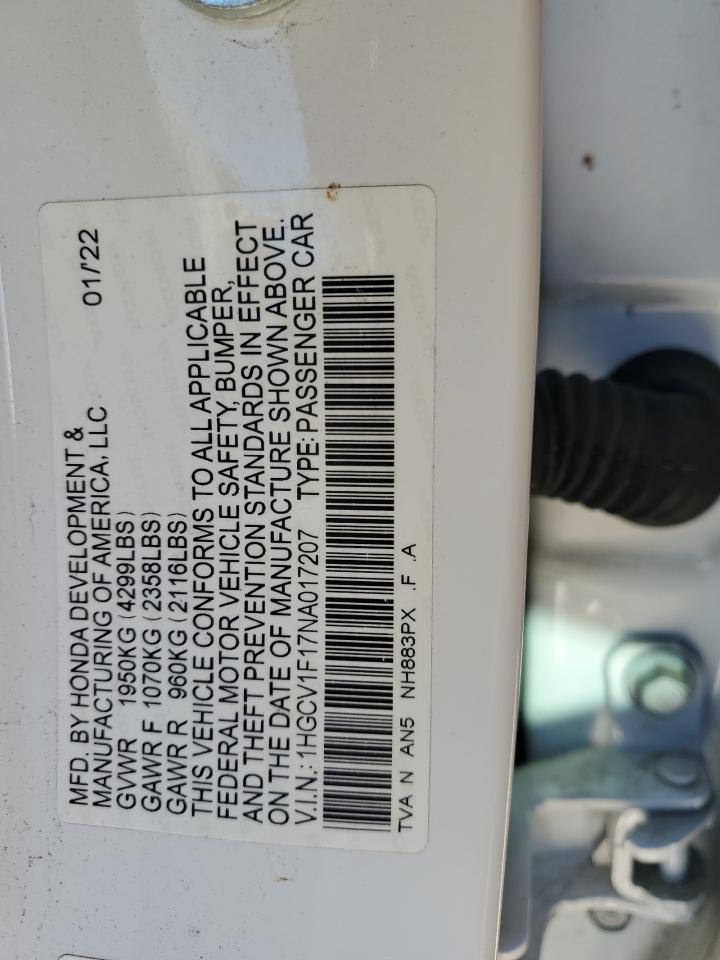 MFD. BY HONDA DEVELOPMENT &
MANUFACTURING OF AMERICA, LLC 01/'22
GVWR 1950KG (4299LBS)
GAWR F 1070KG (2358LBS)
GAWR R 960KG (2116LBS)
THIS VEHICLE CONFORMS TO ALL APPLICABLE
FEDERAL MOTOR VEHICLE SAFETY, BUMPER,
AND THEFT PREVENTION STANDARDS IN EFFECT
ON THE DATE OF MANUFACTURE SHOWN ABOVE.
V.I.N.: 1HGCV1F17NA017207 TYPE: PASSENGER CAR
TVA N AN5 NH883PX .F .A